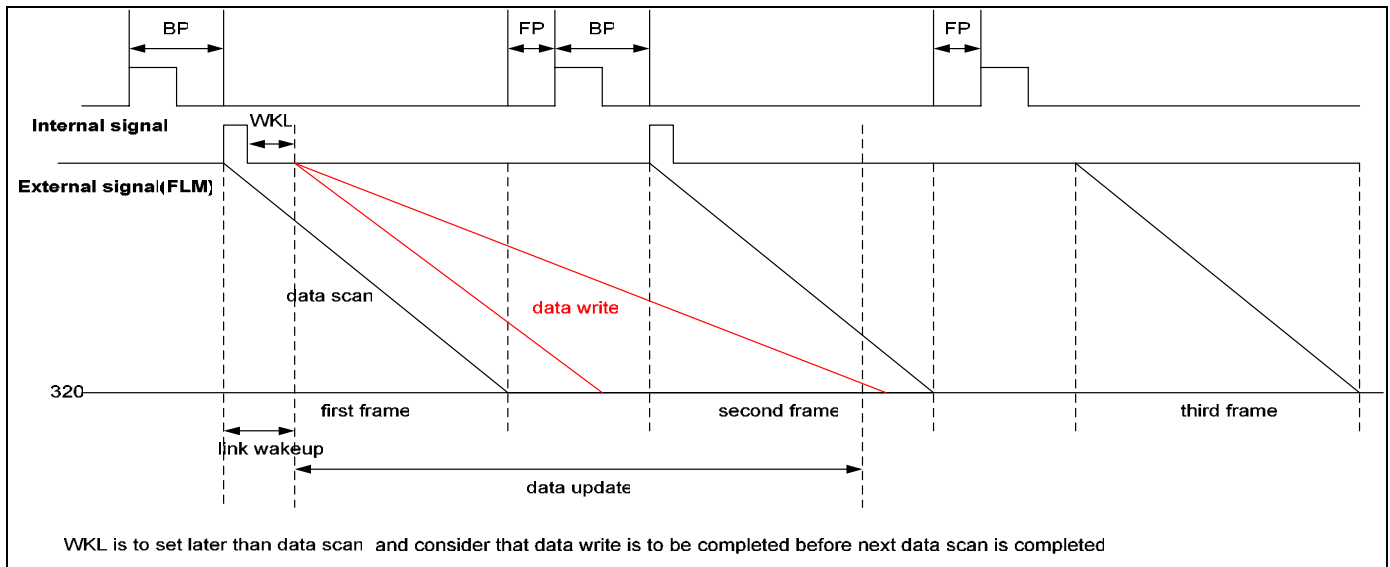 BP FP BP FP
Internal signal
WKL
External signal(FLM)
data scan
data write
320
first frame second frame third frame
link wakeup
data update
WKL is to set later than data scan and consider that data write is to be completed before next data scan is completed